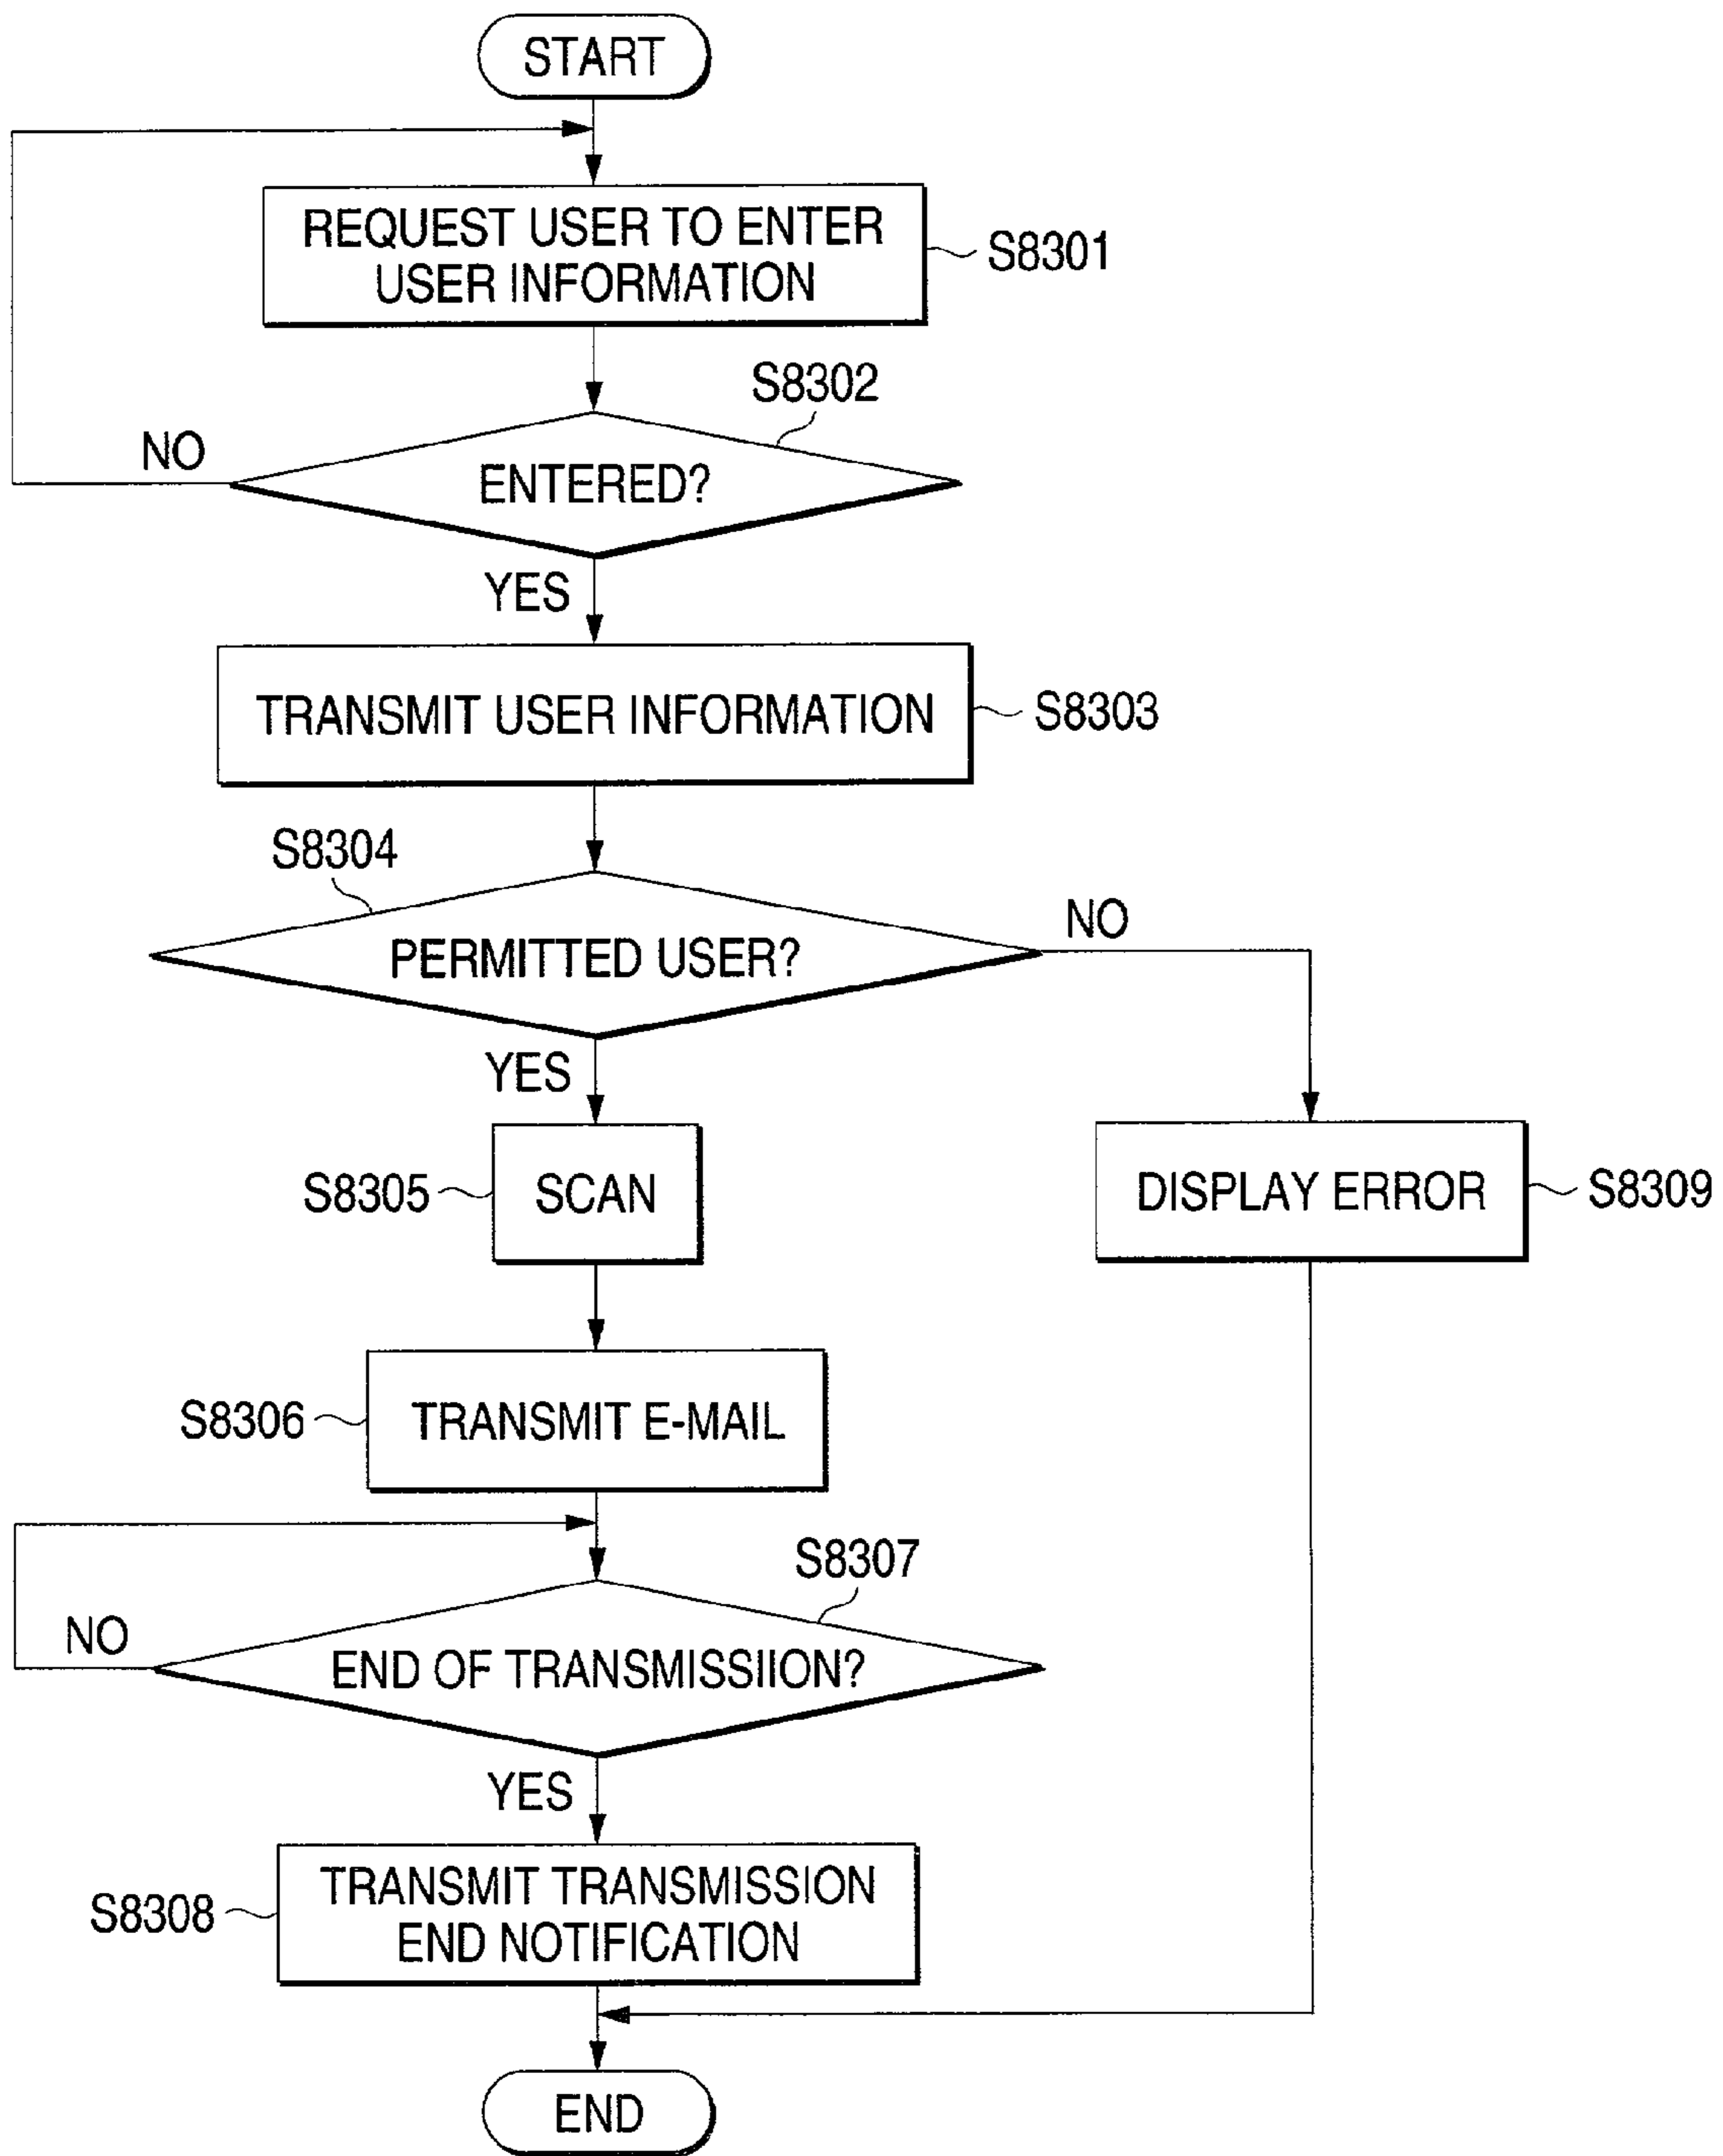 START
REQUEST USER TO ENTER
USER INFORMATION
S8301
S8302
NO
ENTERED?
YES
TRANSMIT USER INFORMATION
S8303
S8304
NO
PERMITTED USER?
YES
S8305
SCAN
DISPLAY ERROR
S8309
S8306
TRANSMIT E-MAIL
S8307
NO
END OF TRANSMISSIION?
YES
S8308
TRANSMIT TRANSMISSION
END NOTIFICATION
END